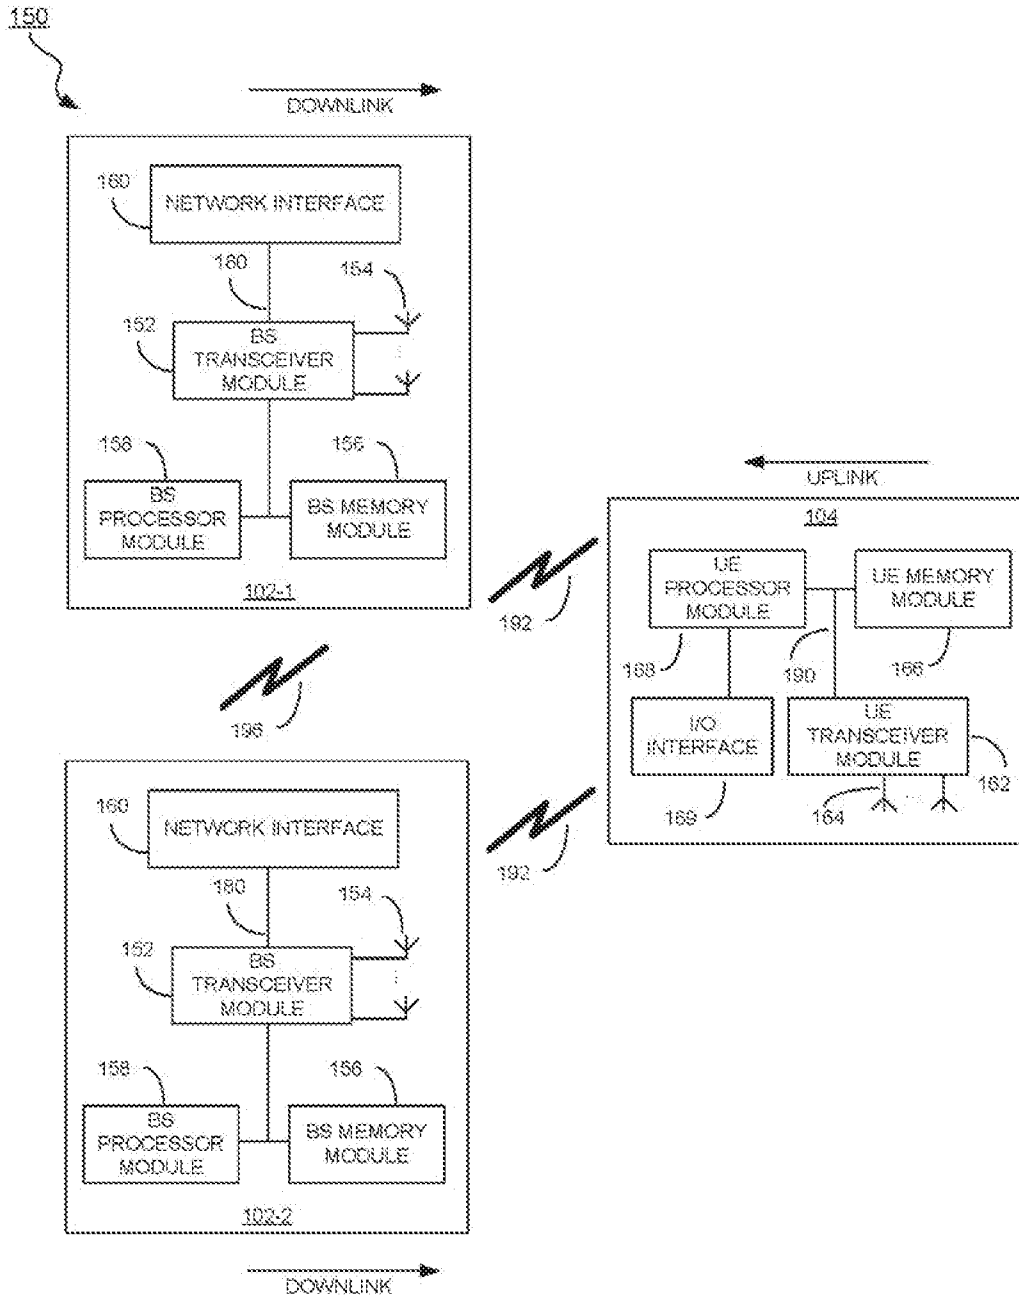 150
DOWNLINK
160
NETWORK INTERFACE
180
154
152
BS
TRANSCEIVER
MODULE
158
156
BS
PROCESSOR
MODULE
BS MEMORY
MODULE
102-1
UPLINK
104
UE
PROCESSOR
MODULE
UE MEMORY
MODULE
192
168
190
166
196
I/O
INTERFACE
UE
TRANSCEIVER
MODULE
162
169
164
192
160
NETWORK INTERFACE
180
154
152
BS
TRANSCEIVER
MODULE
158
156
BS
PROCESSOR
MODULE
BS MEMORY
MODULE
102-2
DOWNLINK